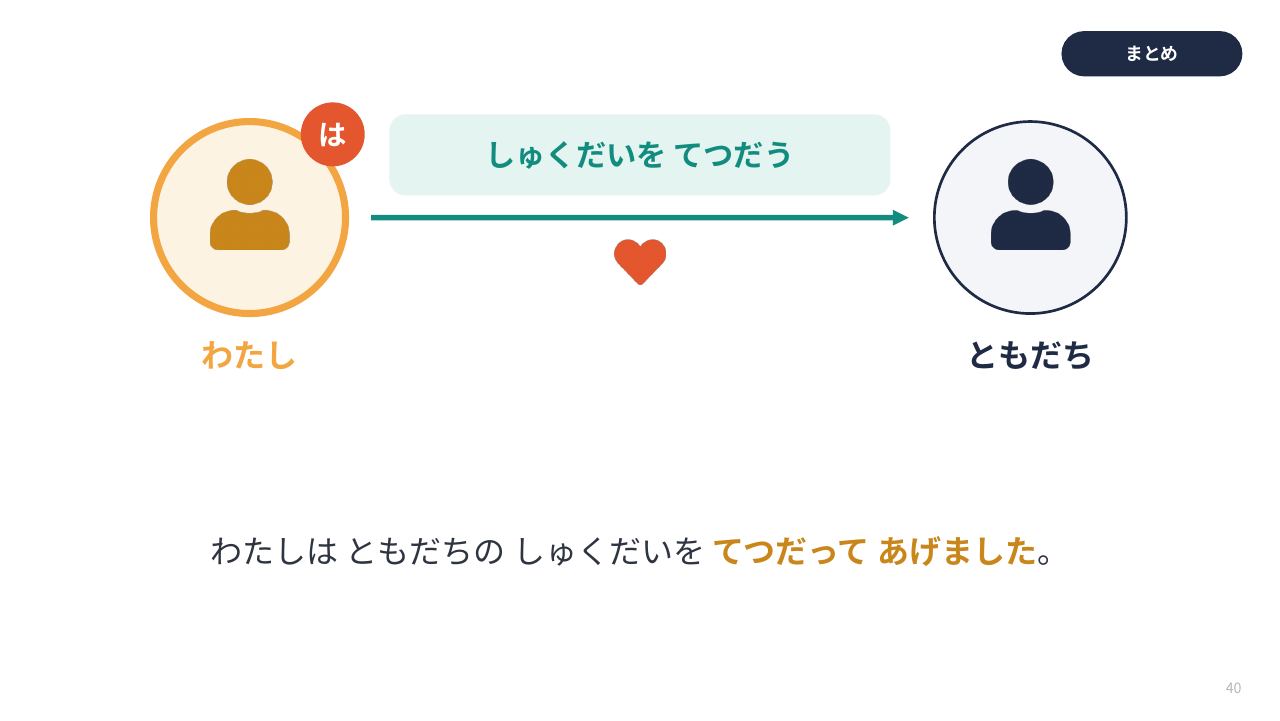 まとめ
は
しゅくだいを てつだう
わたし
ともだち
わたしは ともだちの しゅくだいを てつだって あげました。
40